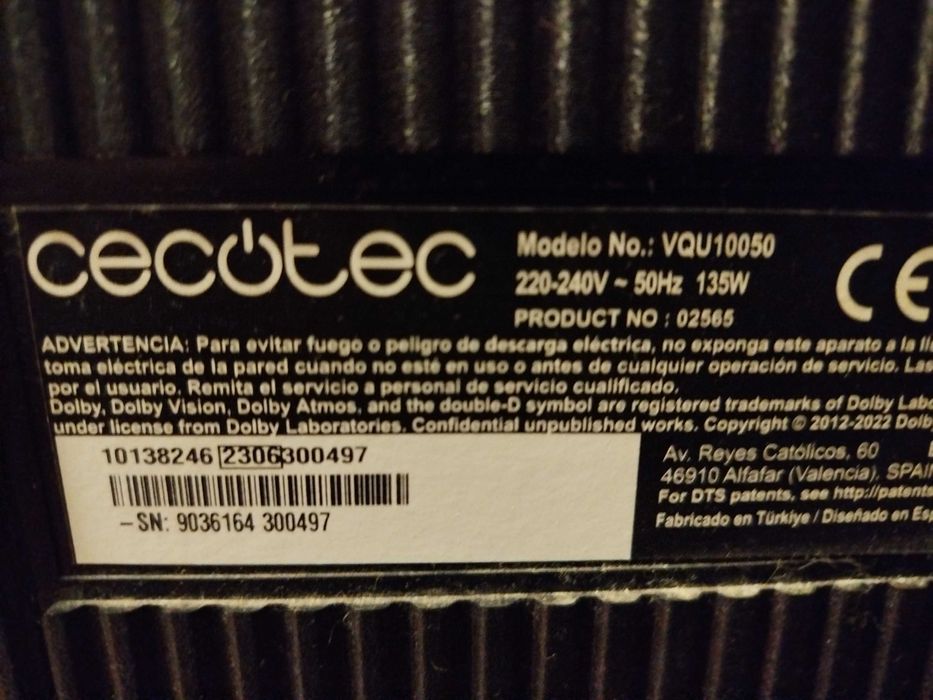 cecotec
Modelo No.: VQU10050
220-240V ~ 50Hz 135W
PRODUCT NO : 02565
CE
ADVERTENCIA: Para evitar fuego o peligro de descarga eléctrica, no exponga este aparato a la
toma eléctrica de la pared cuando no esté en uso o antes de cualquier operación de servicio.
por el usuario. Remita el servicio a personal de servicio cualificado.
Dolby, Dolby Vision, Dolby Atmos, and the double-D symbol are registered trademarks of Dolby
under license from Dolby Laboratories. Confidential unpublished works. Copyright © 2012-2022
10138246 2306 300497
-SN: 9036164 300497
Av. Reyes Católicos, 60
46910 Alfafar (Valencia), SPAIN
For DTS patents, see http://patents
Fabricado en Türkiye / Diseñado en